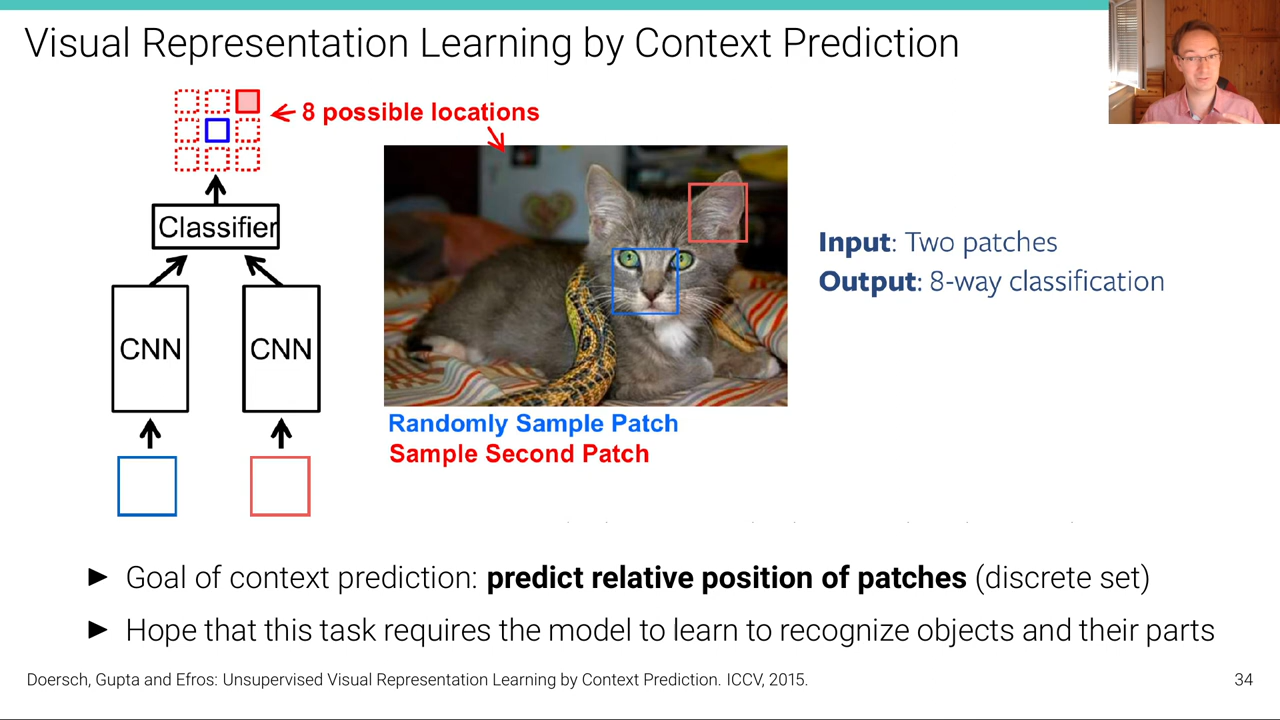 Visual Representation Learning by Context Prediction
8 possible locations
Classifier
CNN
CNN
Input: Two patches
Output: 8-way classification
Randomly Sample Patch
Sample Second Patch
► Goal of context prediction: predict relative position of patches (discrete set)
► Hope that this task requires the model to learn to recognize objects and their parts
Doersch, Gupta and Efros: Unsupervised Visual Representation Learning by Context Prediction. ICCV, 2015.
34